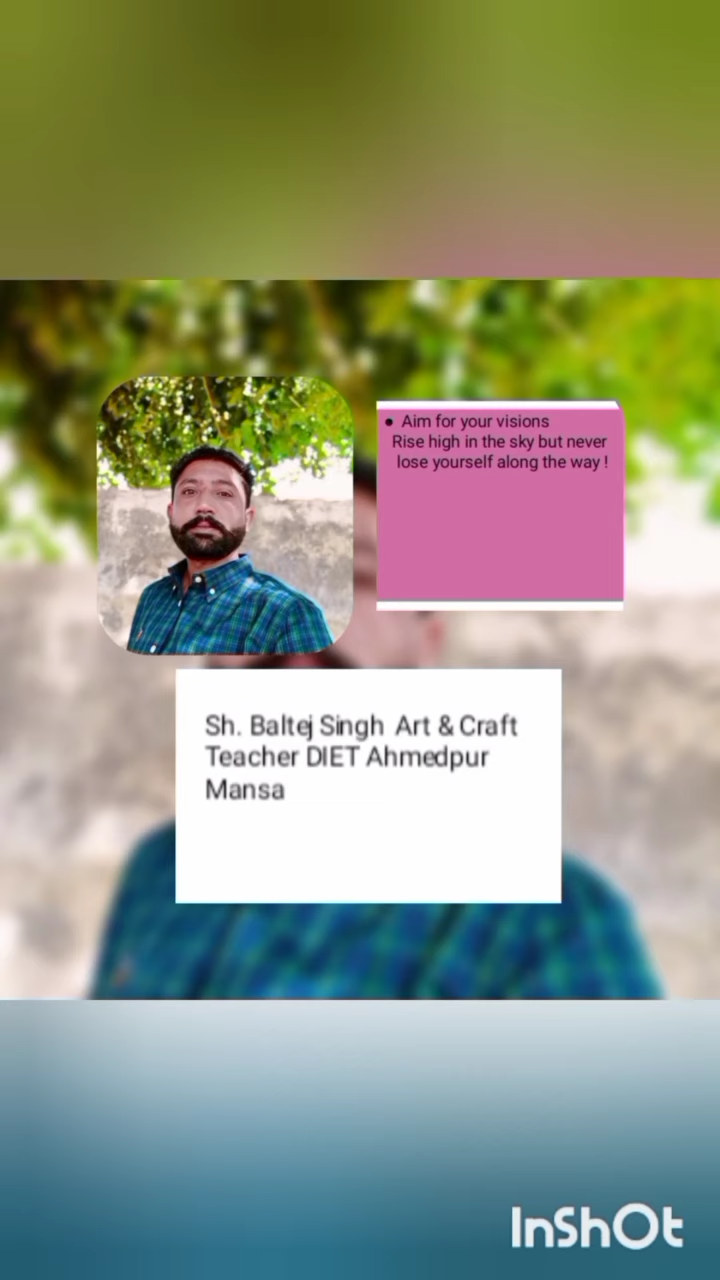 ● Aim for your visions
Rise high in the sky but never
lose yourself along the way !
Sh. Baltej Singh Art & Craft
Teacher DIET Ahmedpur
Mansa
InShOt